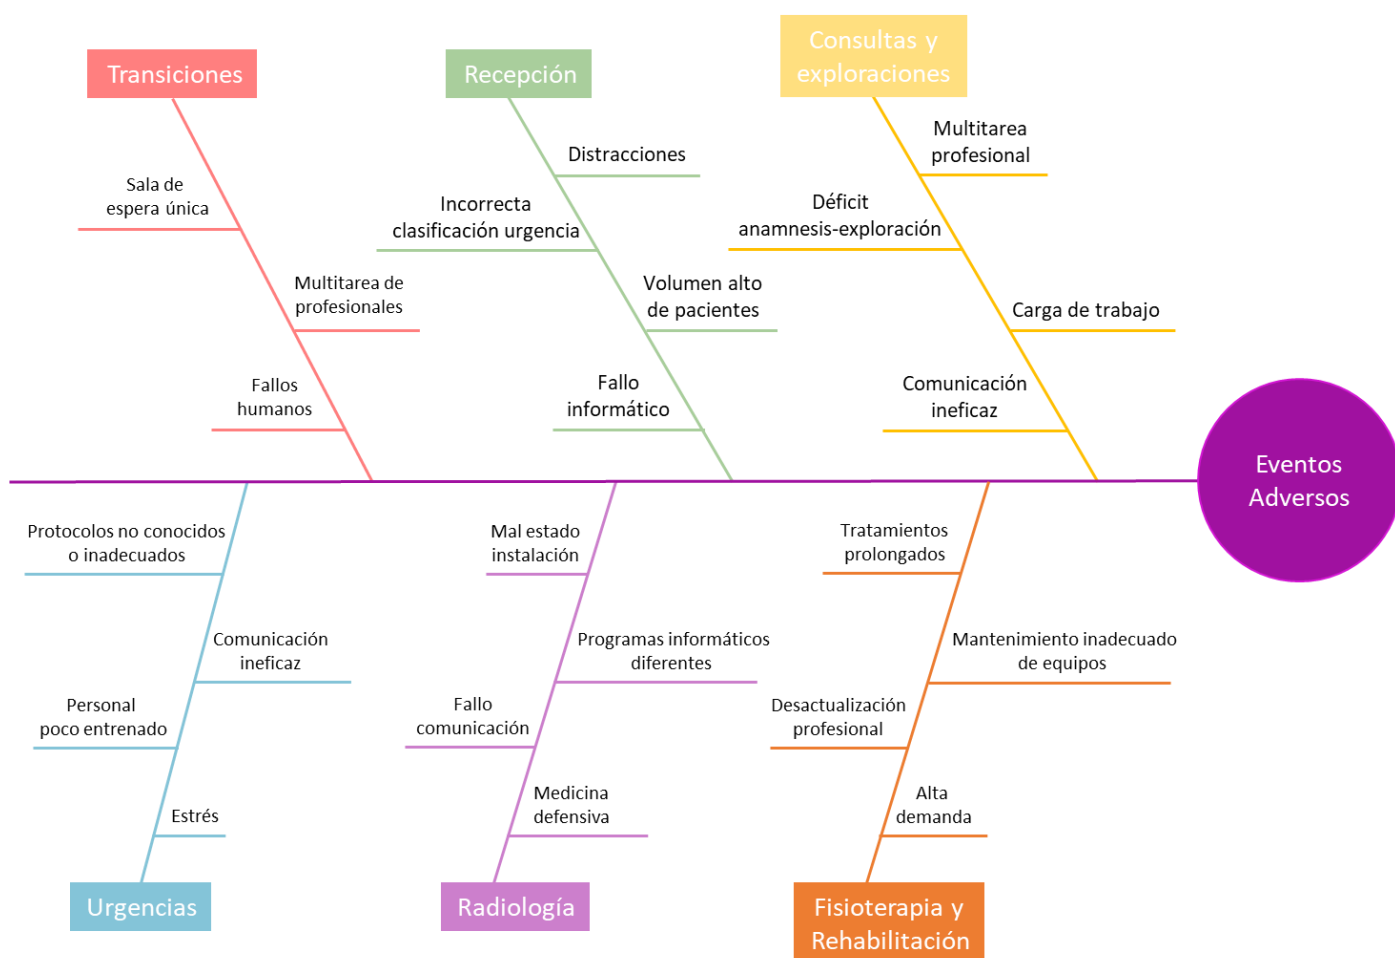 Transiciones
Sala de
espera única
Multitarea de
profesionales
Fallos
humanos
Recepción
Distracciones
Incorrecta
clasificación urgencia
Volumen alto
de pacientes
Fallo
informático
Consultas y
exploraciones
Multitarea
profesional
Déficit
anamnesis-exploración
Carga de trabajo
Comunicación
ineficaz
Eventos
Adversos
Protocolos no conocidos
o inadecuados
Comunicación
ineficaz
Personal
poco entrenado
Estrés
Urgencias
Mal estado
instalación
Programas informáticos
diferentes
Fallo
comunicación
Medicina
defensiva
Radiología
Tratamientos
prolongados
Mantenimiento inadecuado
de equipos
Desactualización
profesional
Alta
demanda
Fisioterapia y
Rehabilitación